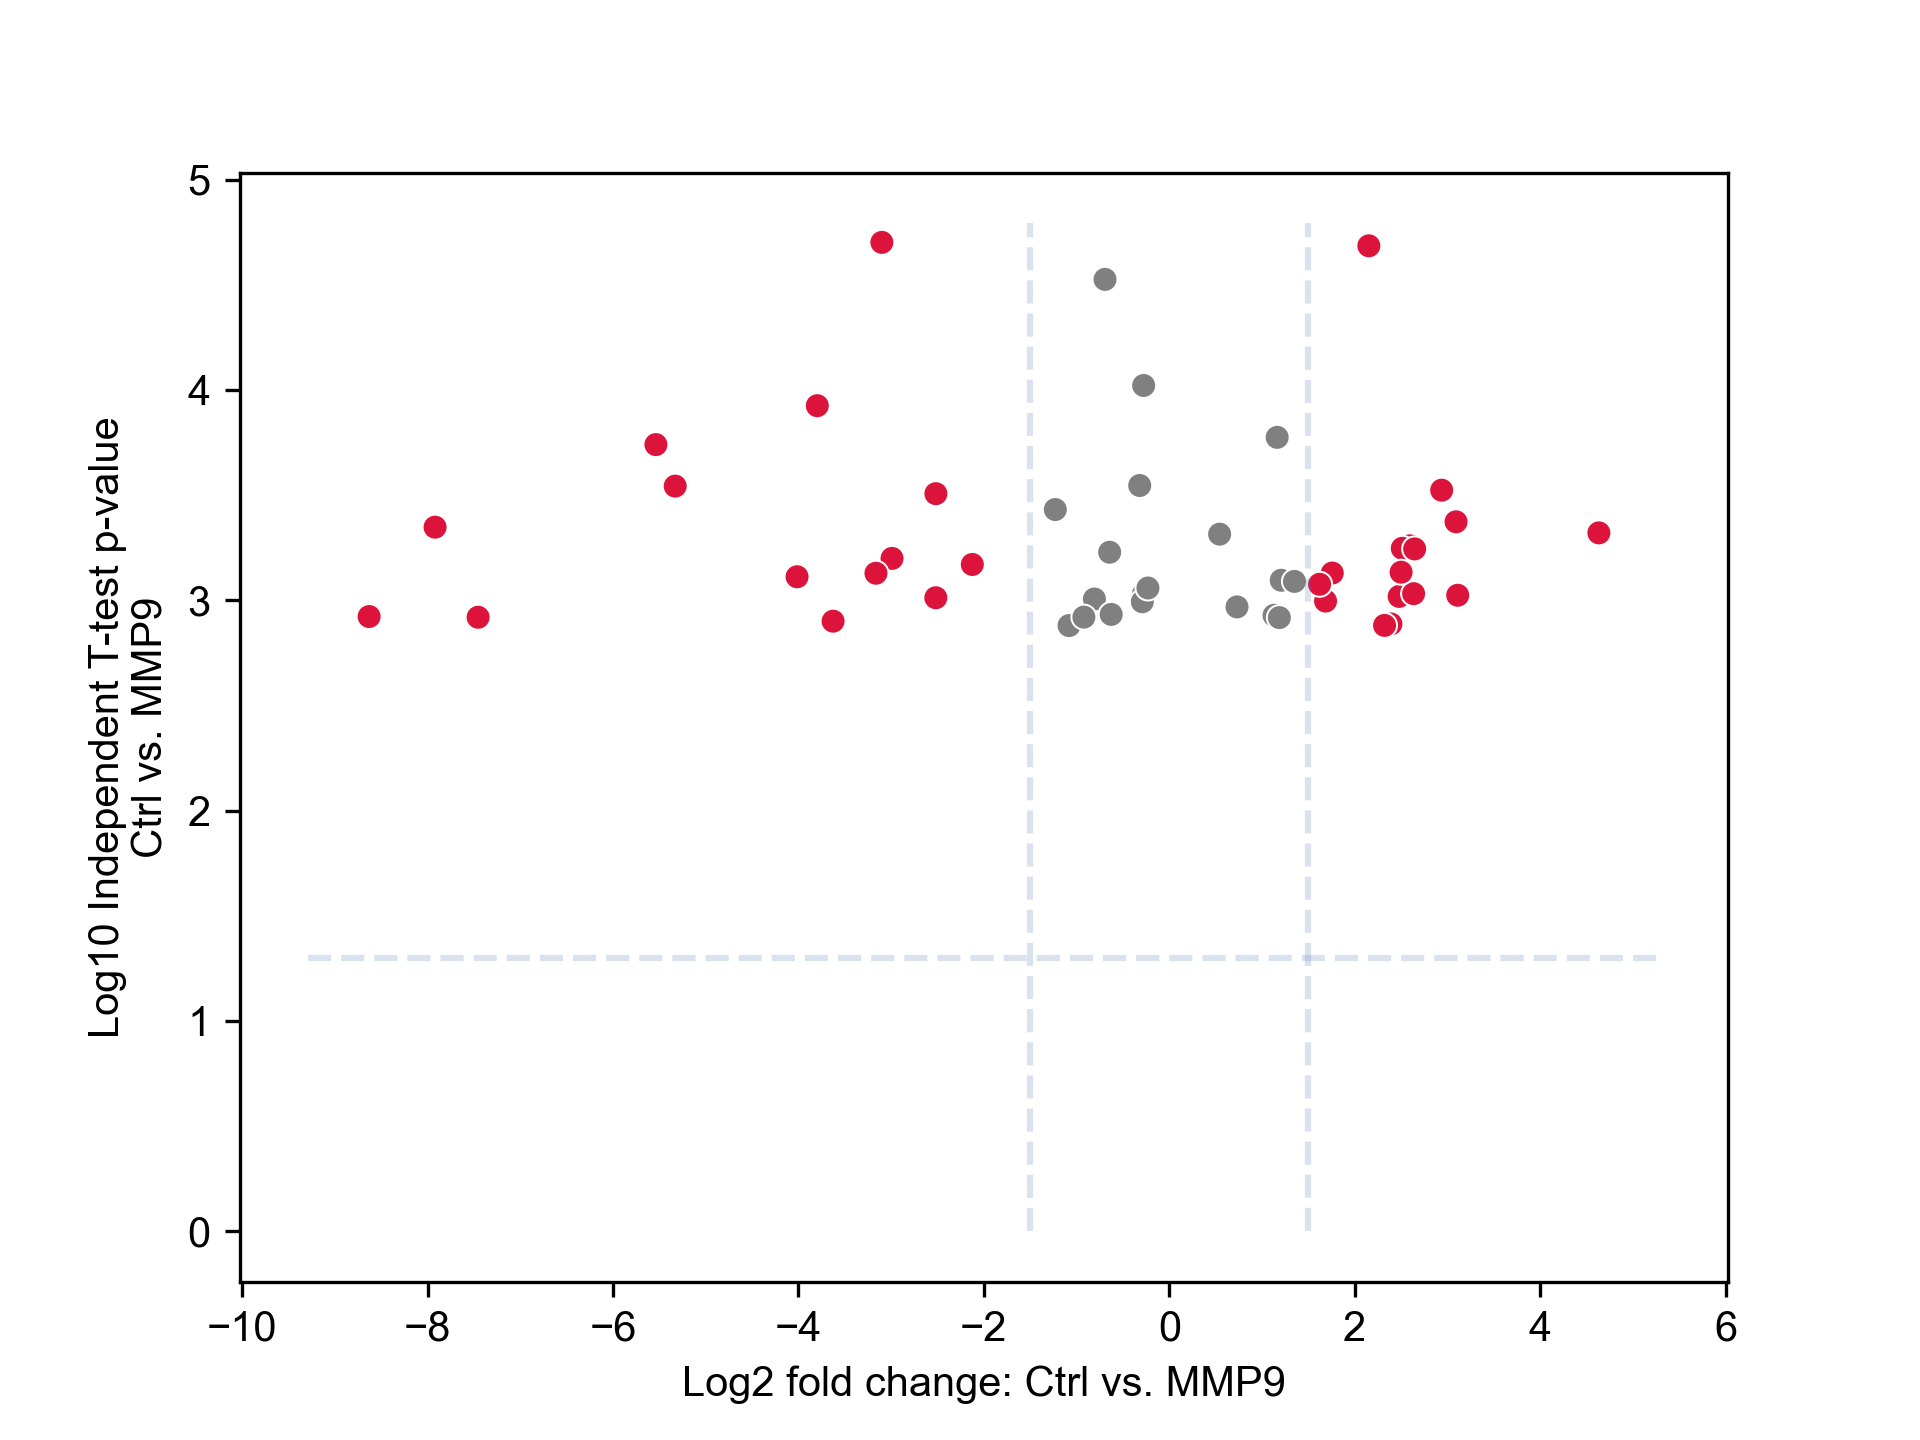 Log10 Independent T-test p-value
Ctrl vs. MMP9
5
4
3
2
1
0
−10 −8 −6 −4 −2 0 2 4 6
Log2 fold change: Ctrl vs. MMP9